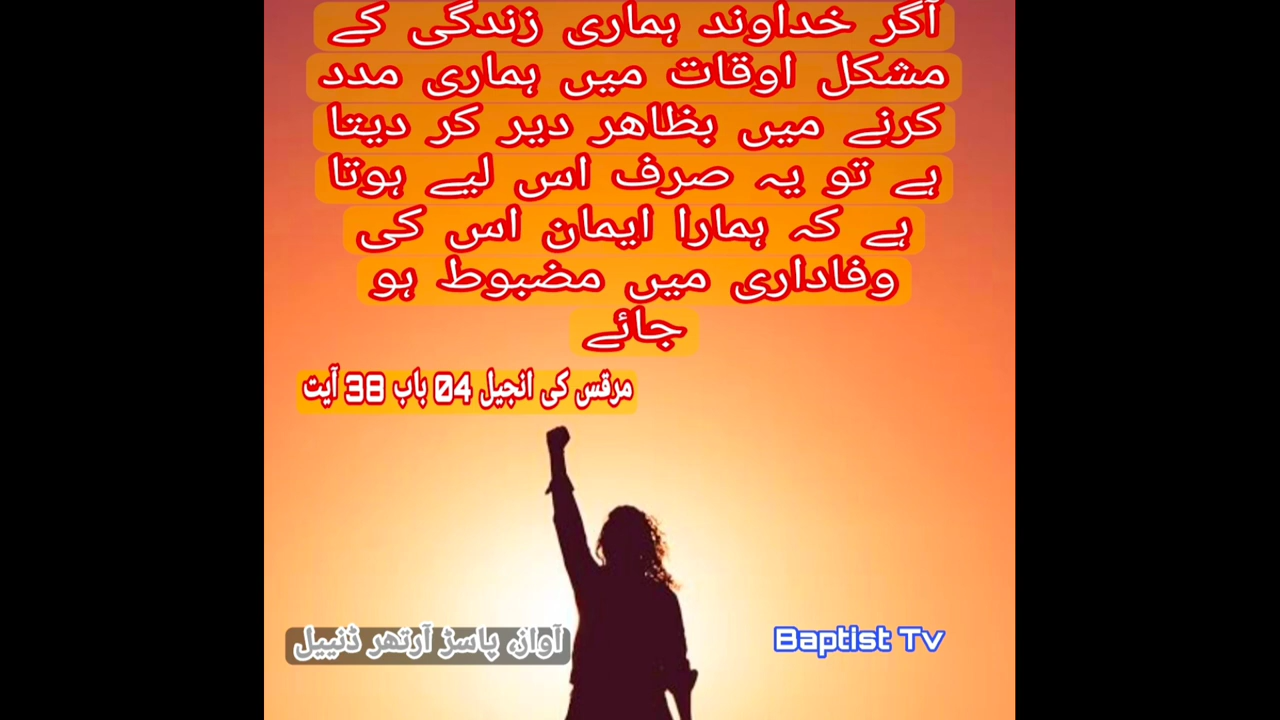 آگر خداوند ہماری زندگی کے
مشکل اوقات میں ہماری مدد
کرنے میں بظاھر دیر کر دیتا
ہے تو یہ صرف اس لیے ہوتا
ہے کہ ہمارا ایمان اس کی
وفاداری میں مضبوط ہو
جائے
مرقس کی انجیل 04 باب 38 آیت
آواز، پاسڑ آرتھر ڈنییل
Baptist Tv